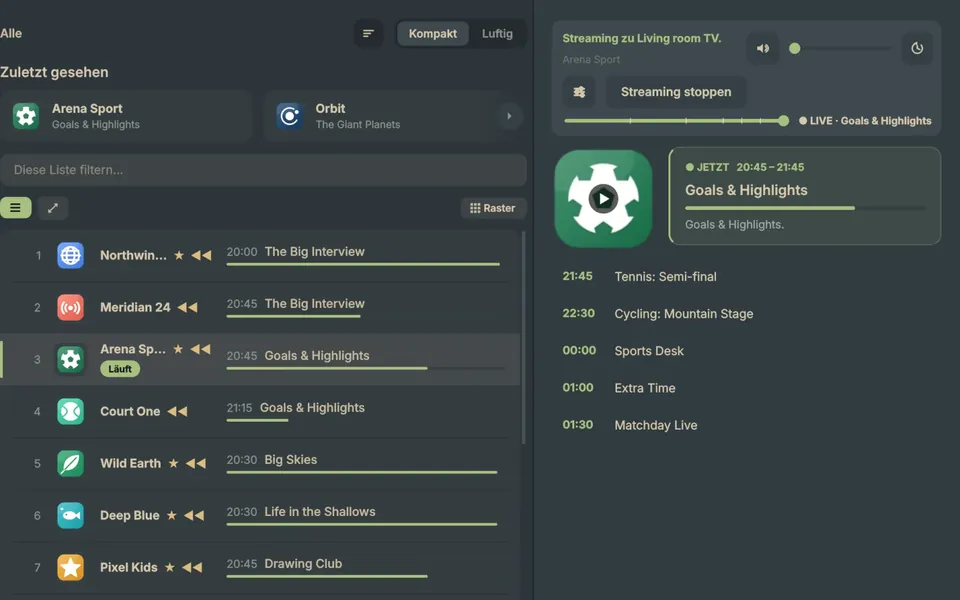 Alle
Kompakt
Luftig
Zuletzt gesehen
Arena Sport
Goals & Highlights
Orbit
The Giant Planets
Diese Liste filtern...
Raster
1 Northwin... 20:00 The Big Interview
2 Meridian 24 20:45 The Big Interview
3 Arena Sp... 20:45 Goals & Highlights
Läuft
4 Court One 21:15 Goals & Highlights
5 Wild Earth 20:30 Big Skies
6 Deep Blue 20:30 Life in the Shallows
7 Pixel Kids 20:45 Drawing Club
Streaming zu Living room TV.
Arena Sport
Streaming stoppen
LIVE · Goals & Highlights
JETZT 20:45 – 21:45
Goals & Highlights
Goals & Highlights.
21:45 Tennis: Semi-final
22:30 Cycling: Mountain Stage
00:00 Sports Desk
01:00 Extra Time
01:30 Matchday Live